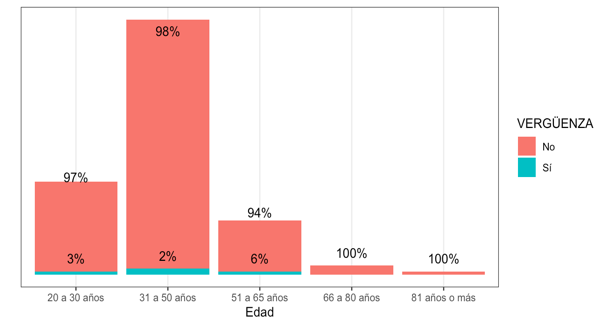 98%
97%
94%
100%
100%
3%
2%
6%
20 a 30 años
31 a 50 años
51 a 65 años
66 a 80 años
81 años o más
Edad
VERGÜENZA
No
Sí